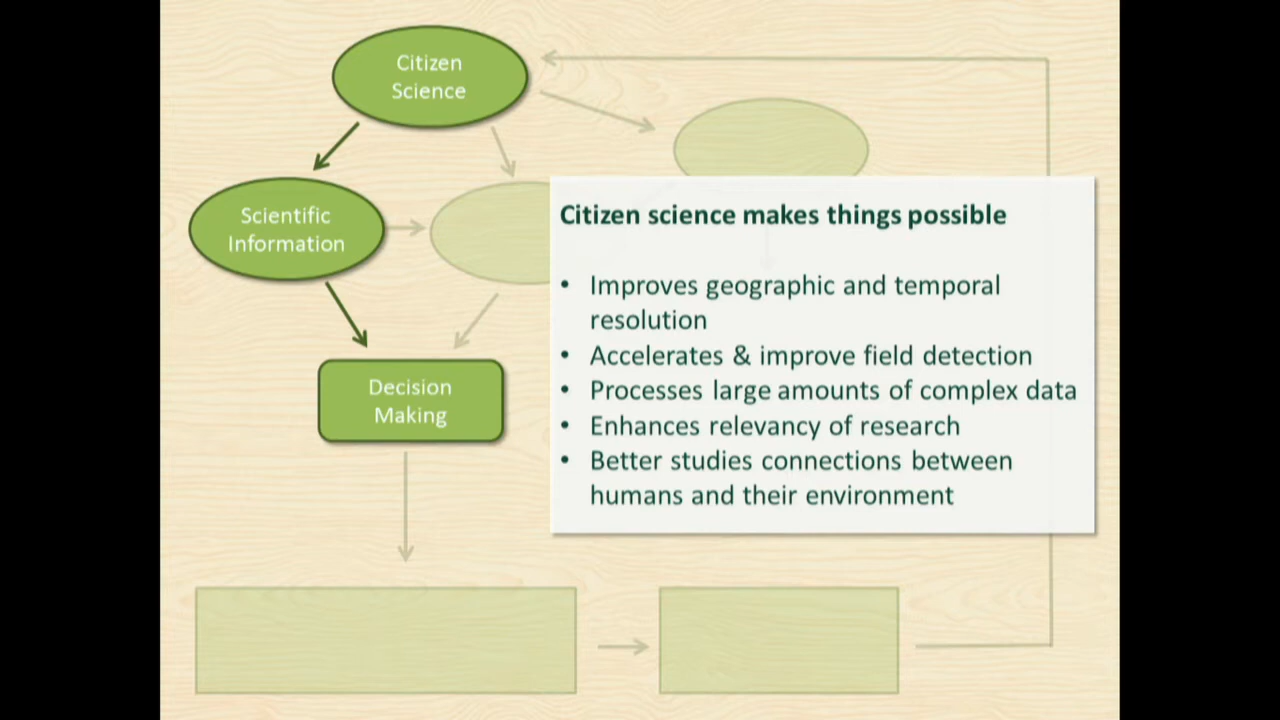 Citizen
Science
Scientific
Information
Decision
Making
Citizen science makes things possible
• Improves geographic and temporal
resolution
• Accelerates & improve field detection
• Processes large amounts of complex data
• Enhances relevancy of research
• Better studies connections between
humans and their environment